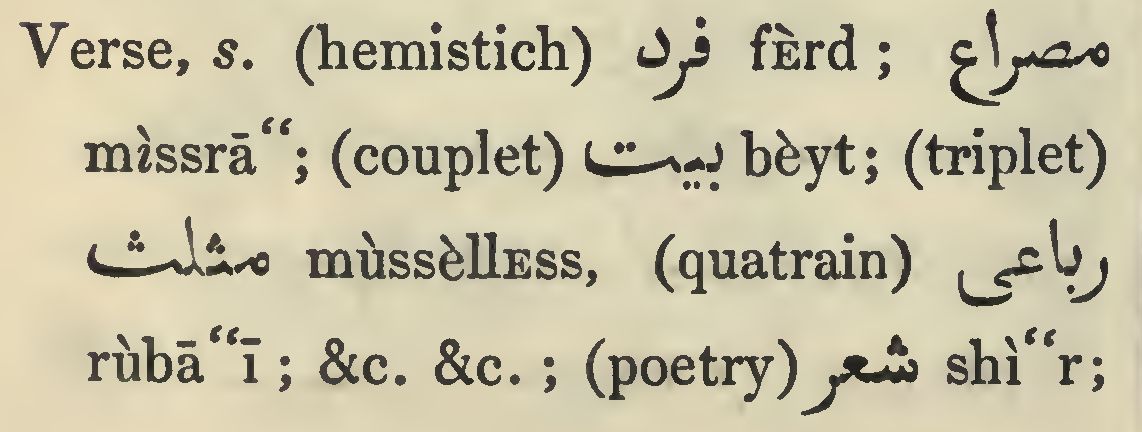 Verse, s. (hemistich) فرد fÈrd ; مصراع
mìssrā“; (couplet) بيت bèyt; (triplet)
مثلث mùssèllEss, (quatrain) رباعى
rùbā“ī ; &c. &c. ; (poetry) شعر shì“r;